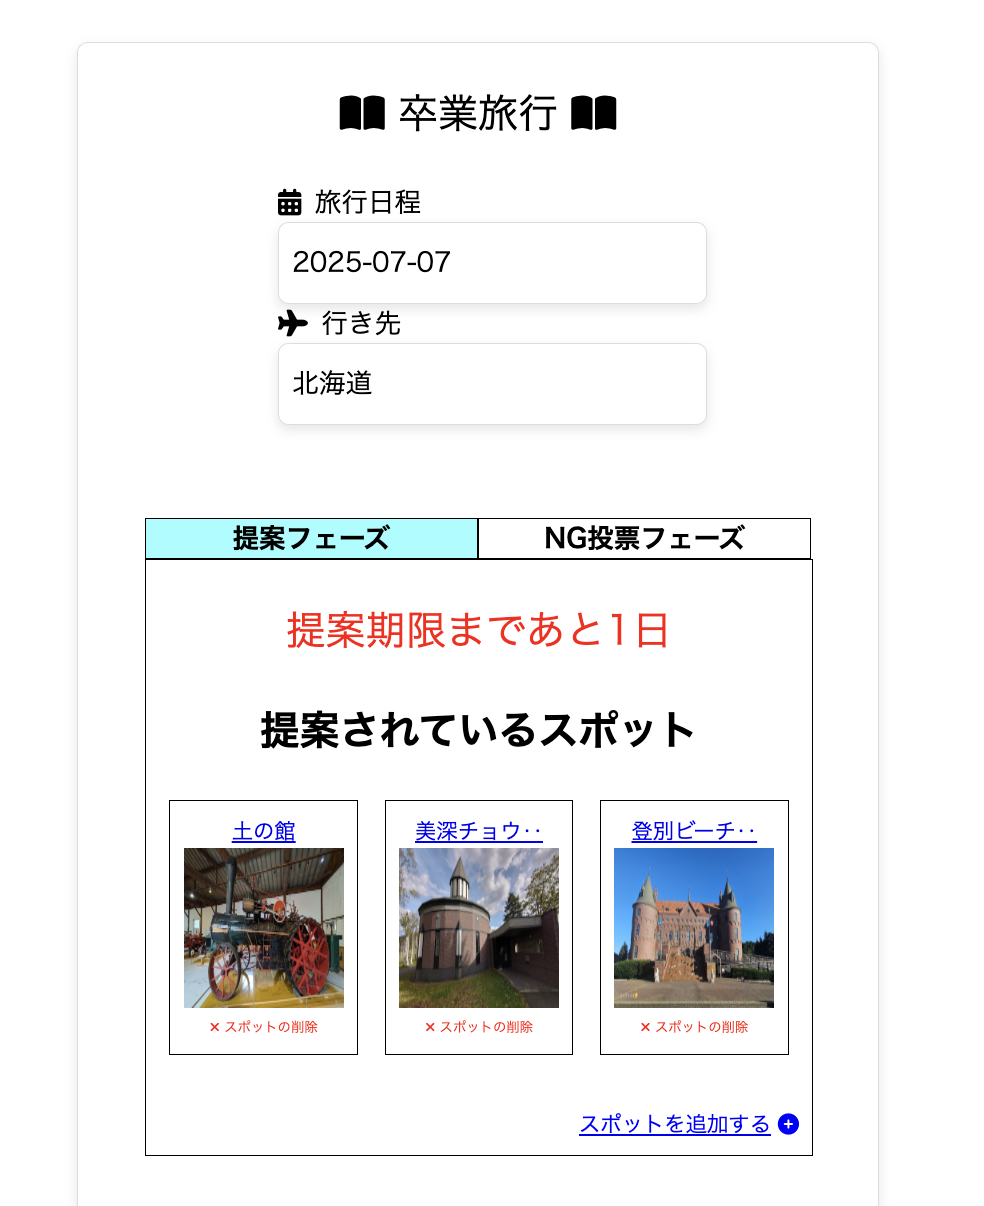 卒業旅行
旅行日程
2025-07-07
行き先
北海道
提案フェーズ NG投票フェーズ
提案期限まであと1日
提案されているスポット
土の館 美深チョウ‥ 登別ビーチ‥
× スポットの削除 × スポットの削除 × スポットの削除
スポットを追加する